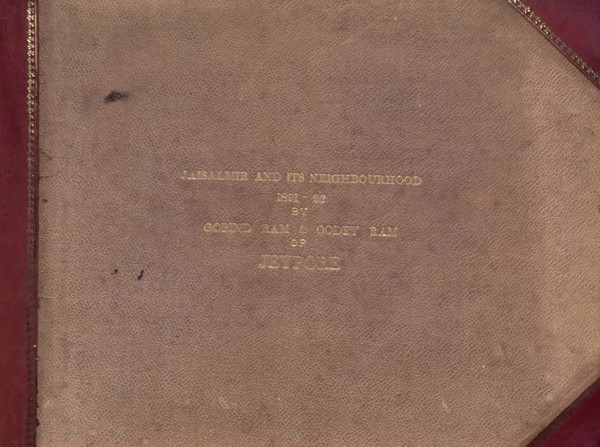 JAISALMIR AND ITS NEIGHBOURHOOD
1891-92
BY
GOBIND RAM & OODEY RAM
OF
JEYPORE